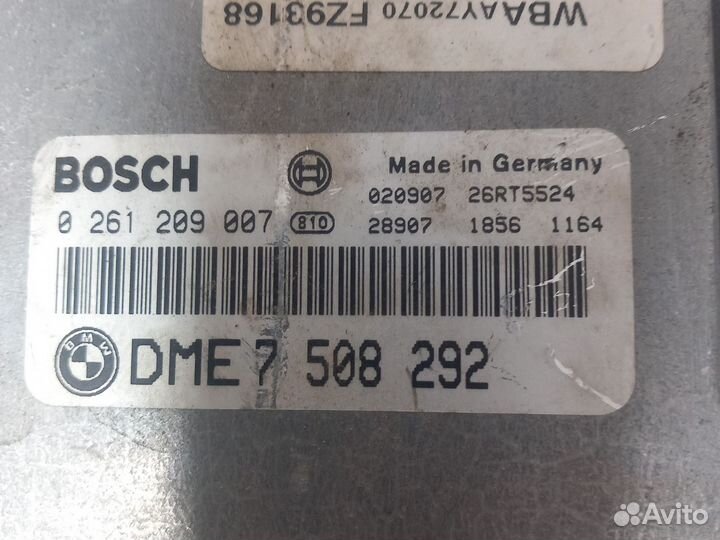 WBAAY72070 FZ93168
BOSCH
Made in Germany
020907 26RT5524
0 261 209 007 810
28907 1856 1164
BMW
DME 7 508 292
Avito